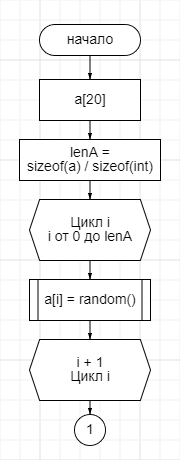 начало
a[20]
lenA =
sizeof(a) / sizeof(int)
Цикл i
i от 0 до lenA
a[i] = random()
i + 1
Цикл i
1